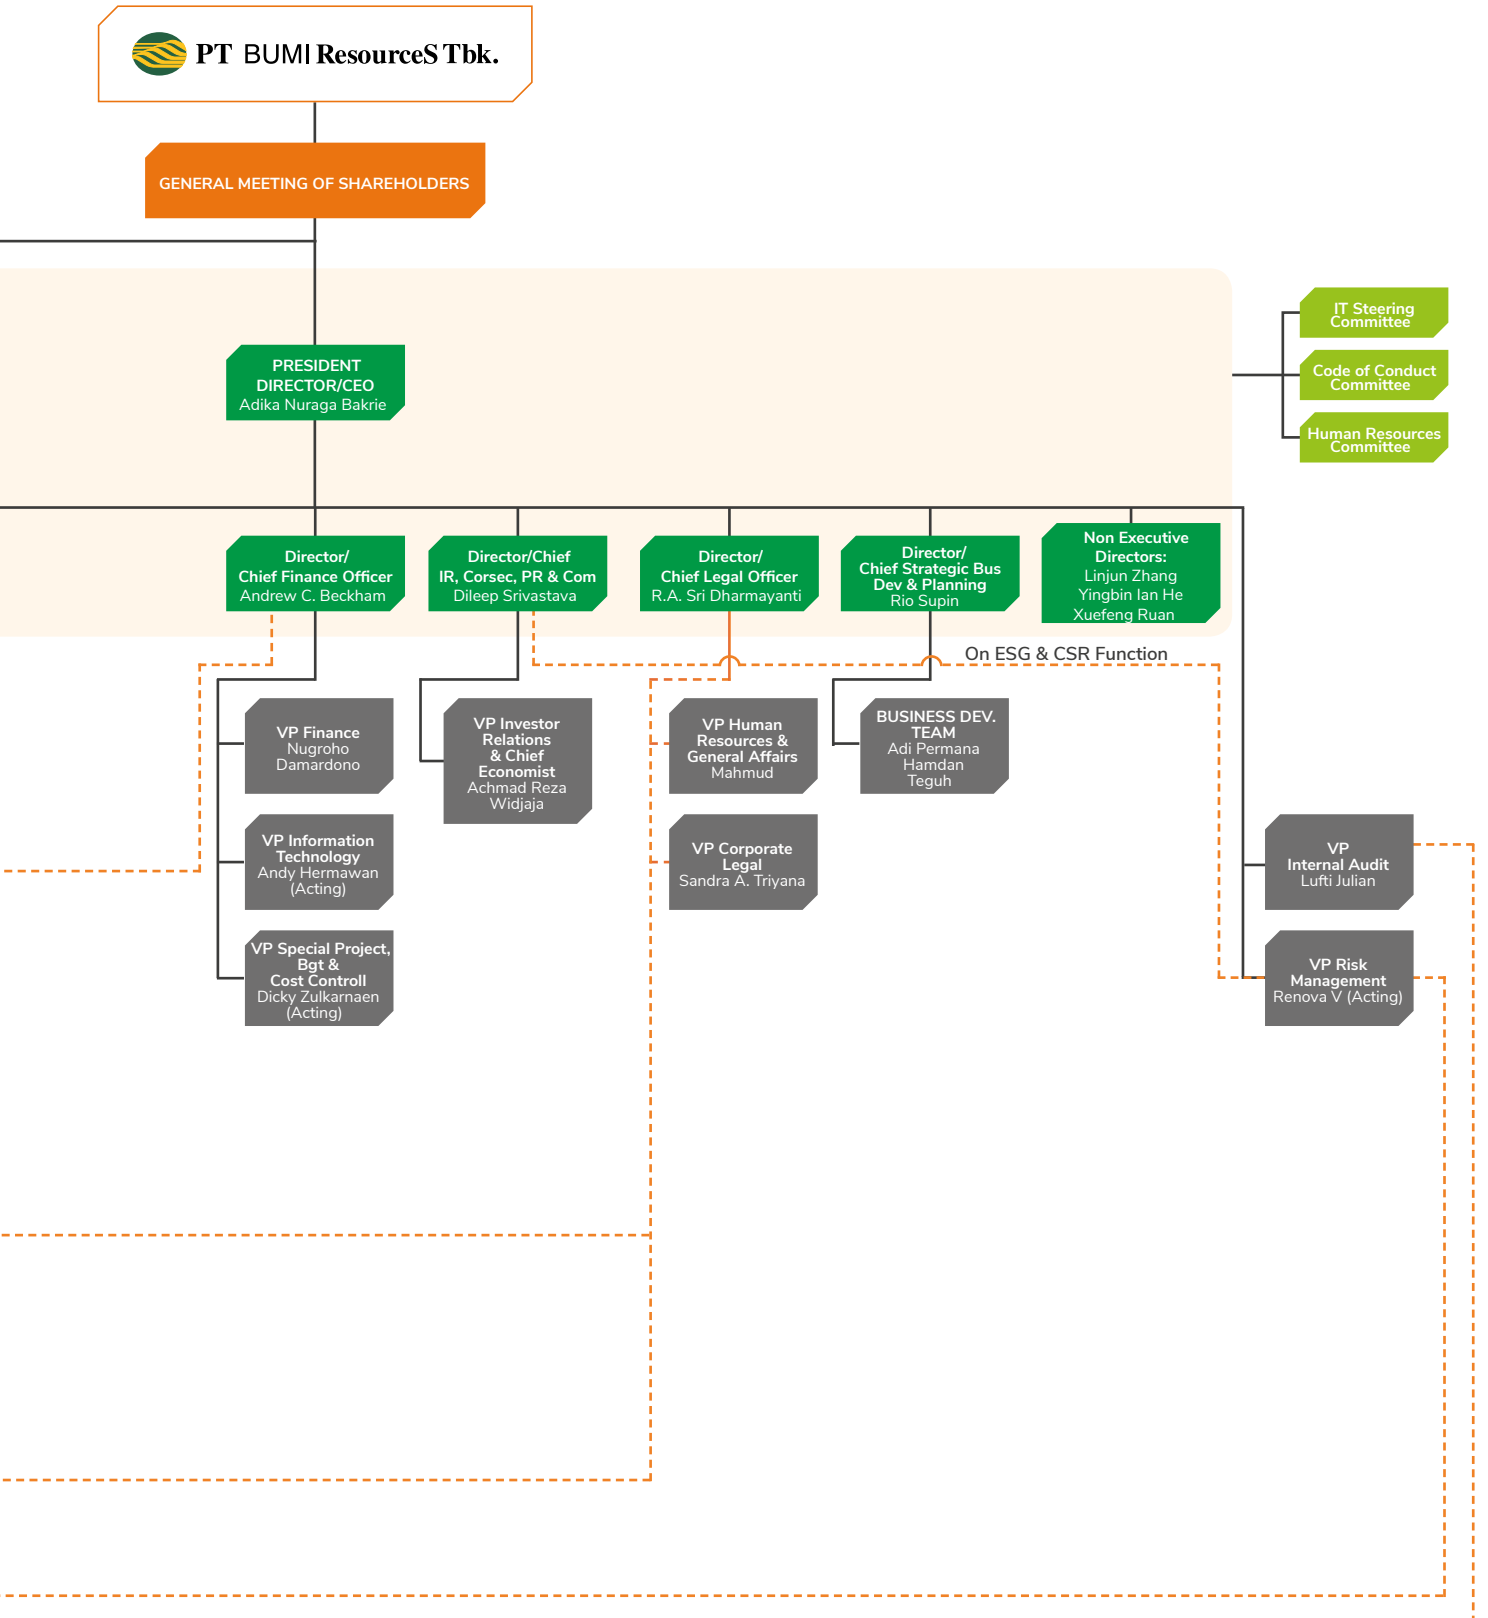 PT BUMI ResourceS Tbk.
GENERAL MEETING OF SHAREHOLDERS
IT Steering
Committee
Code of Conduct
Committee
Human Resources
Committee
PRESIDENT
DIRECTOR/CEO
Adika Nuraga Bakrie
Director/
Chief Finance Officer
Andrew C. Beckham
Director/Chief
IR, Corsec, PR & Com
Dileep Srivastava
Director/
Chief Legal Officer
R.A. Sri Dharmayanti
Director/
Chief Strategic Bus
Dev & Planning
Rio Supin
Non Executive
Directors:
Linjun Zhang
Yingbin Ian He
Xuefeng Ruan
On ESG & CSR Function
VP Finance
Nugroho
Damardono
VP Investor
Relations
& Chief
Economist
Achmad Reza
Widjaja
VP Human
Resources &
General Affairs
Mahmud
BUSINESS DEV.
TEAM
Adi Permana
Hamdan
Teguh
VP Information
Technology
Andy Hermawan
(Acting)
VP Corporate
Legal
Sandra A. Triyana
VP
Internal Audit
Lufti Julian
VP Special Project,
Bgt &
Cost Controll
Dicky Zulkarnaen
(Acting)
VP Risk
Management
Renova V (Acting)